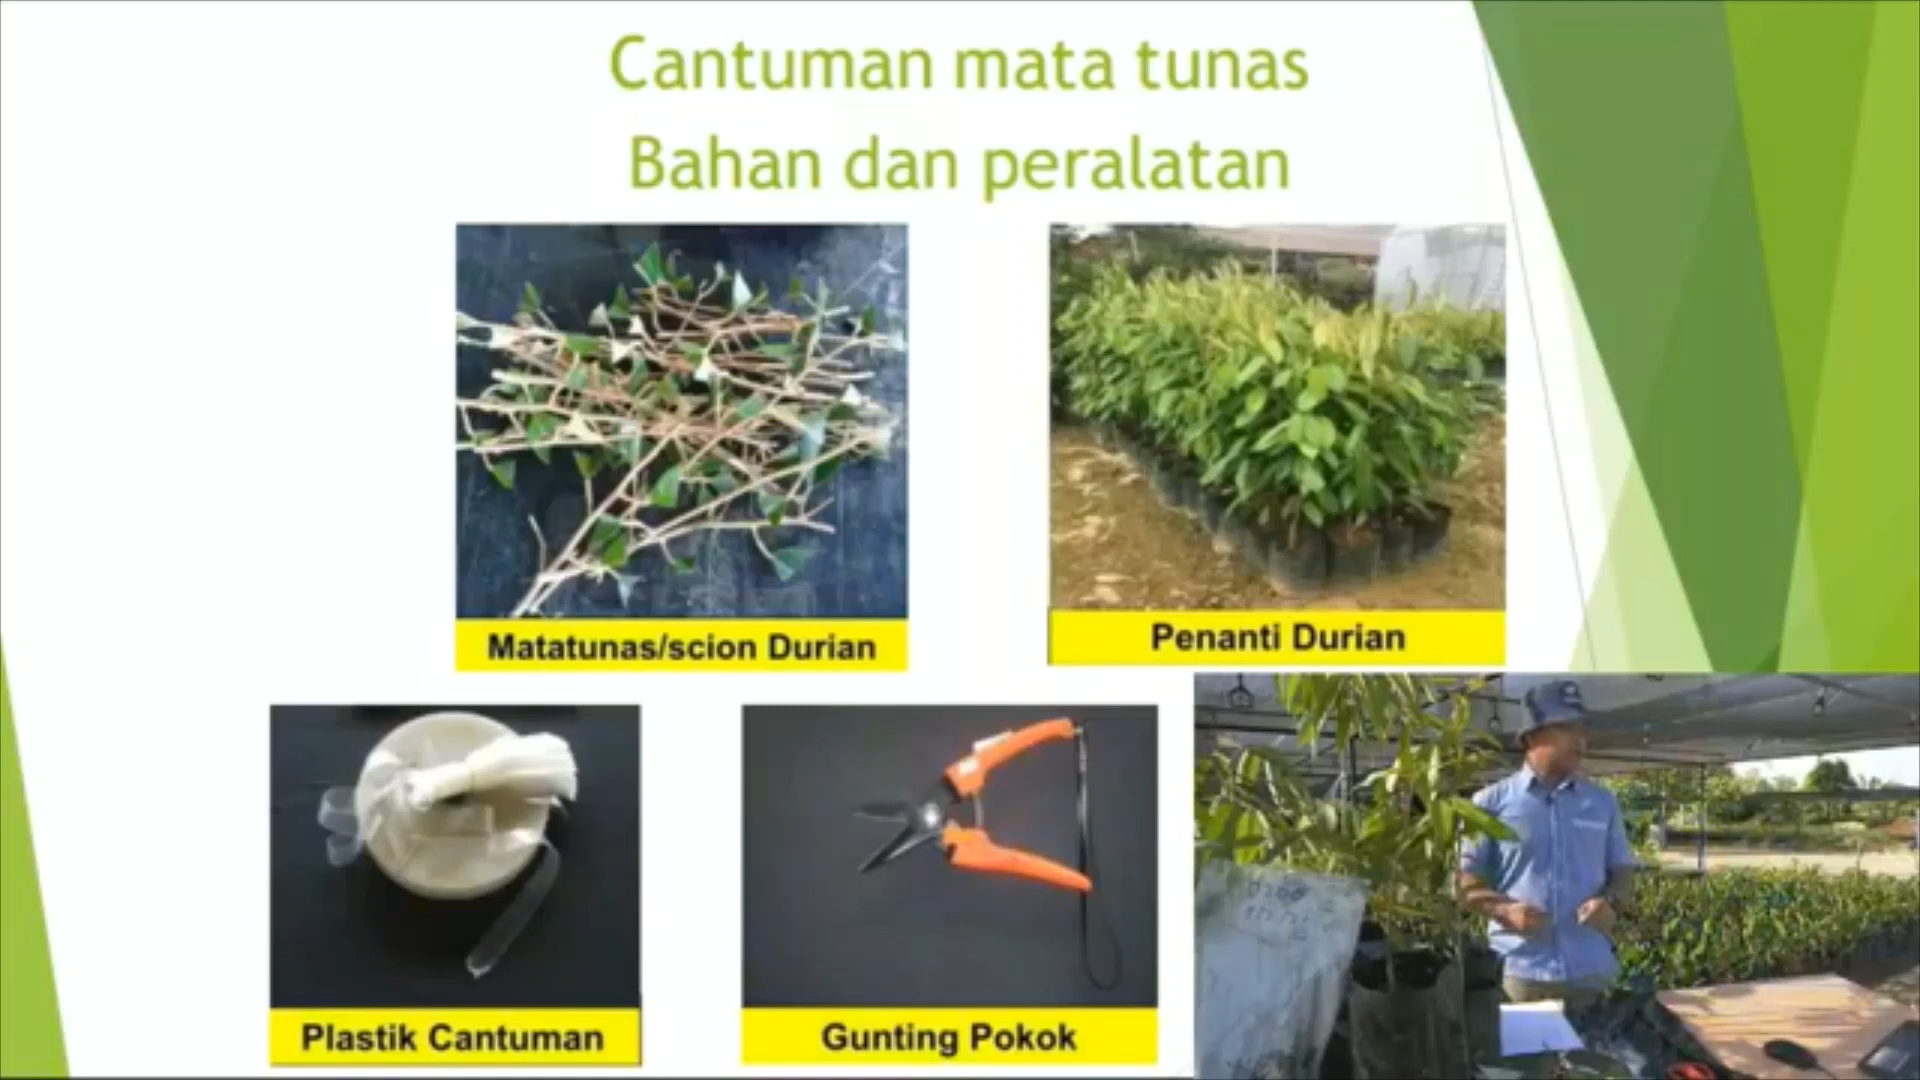 Cantuman mata tunas
Bahan dan peralatan
Matatunas/scion Durian
Penanti Durian
Plastik Cantuman
Gunting Pokok